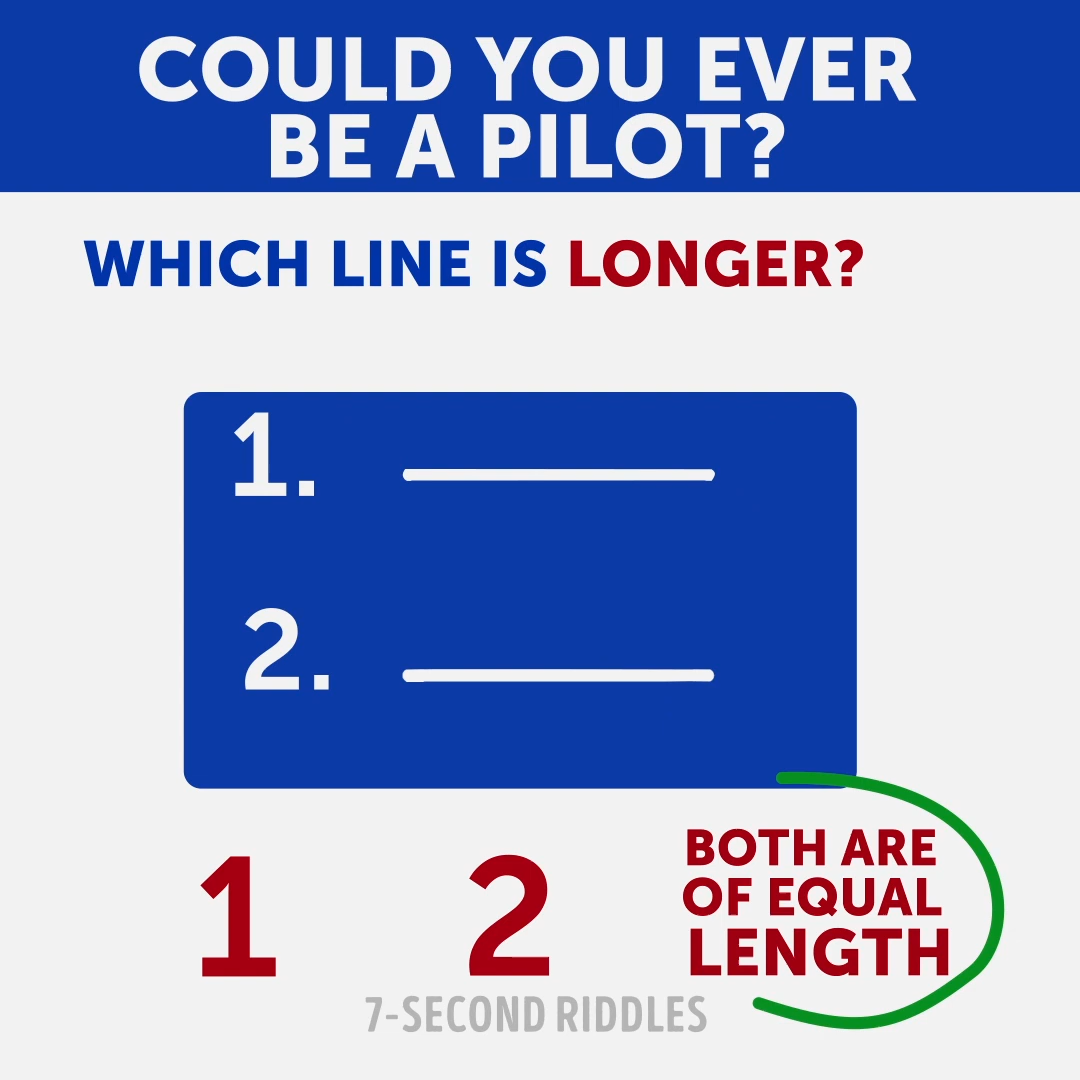 COULD YOU EVER
BE A PILOT?
WHICH LINE IS LONGER?
1.
2.
1 2
BOTH ARE
OF EQUAL
LENGTH
7-SECOND RIDDLES